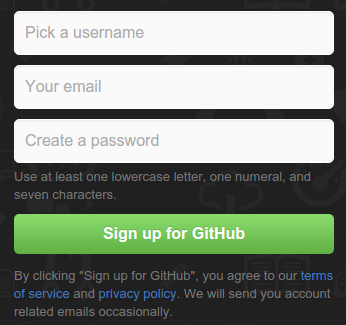 Pick a username
Your email
Create a password
Use at least one lowercase letter, one numeral, and
seven characters.
Sign up for GitHub
By clicking "Sign up for GitHub", you agree to our terms
of service and privacy policy. We will send you account
related emails occasionally.